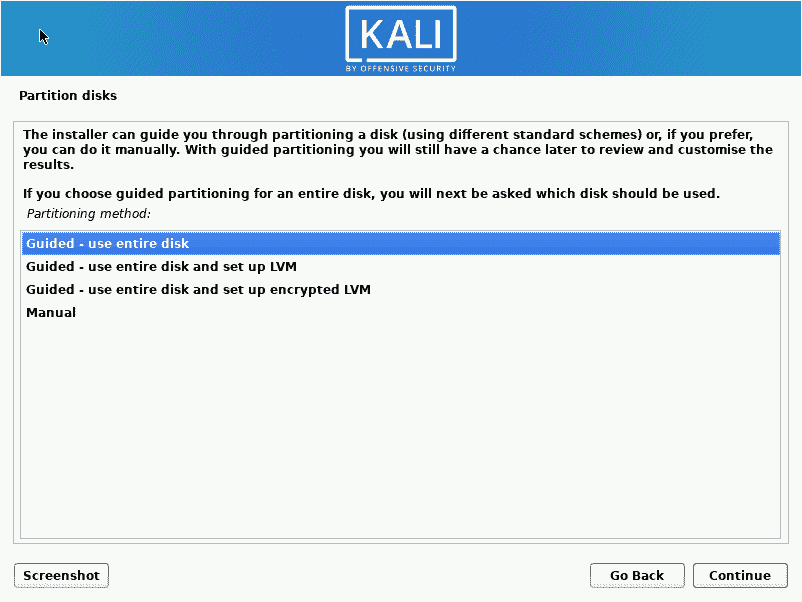 KALI
BY OFFENSIVE SECURITY
Partition disks
The installer can guide you through partitioning a disk (using different standard schemes) or, if you prefer,
you can do it manually. With guided partitioning you will still have a chance later to review and customise the
results.
If you choose guided partitioning for an entire disk, you will next be asked which disk should be used.
Partitioning method:
Guided - use entire disk
Guided - use entire disk and set up LVM
Guided - use entire disk and set up encrypted LVM
Manual
Screenshot
Go Back
Continue